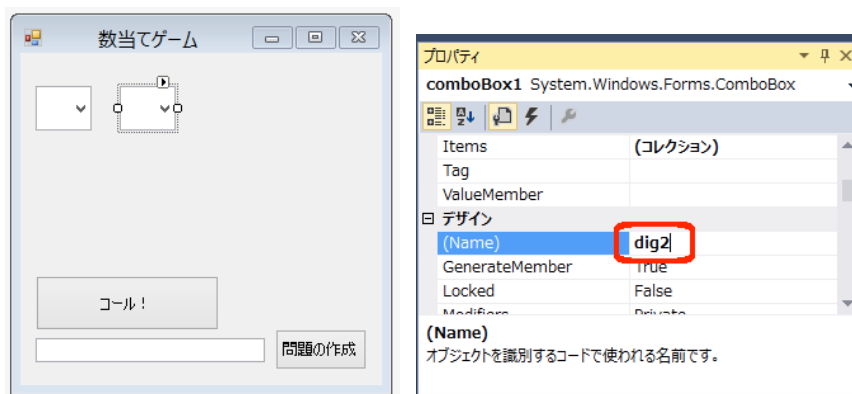 数当てゲーム
コール！
問題の作成
プロパティ
comboBox1 System.Windows.Forms.ComboBox
Items (コレクション)
Tag
ValueMember
デザイン
(Name) dig2
GenerateMember True
Locked False
Modifiers Private
(Name)
オブジェクトを識別するコードで使われる名前です。